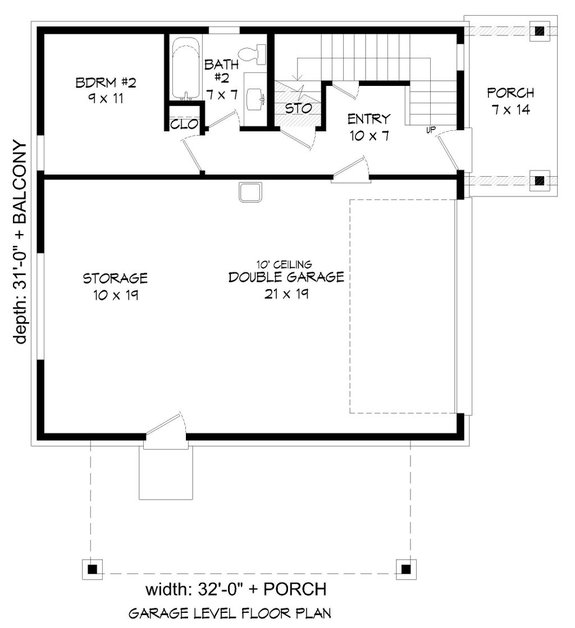 BDRM #2
9 x 11
BATH
#2
7 x 7
CLO
STO
ENTRY
10 x 7
UP
PORCH
7 x 14
depth: 31'-0" + BALCONY
STORAGE
10 x 19
10' CEILING
DOUBLE GARAGE
21 x 19
width: 32'-0" + PORCH
GARAGE LEVEL FLOOR PLAN